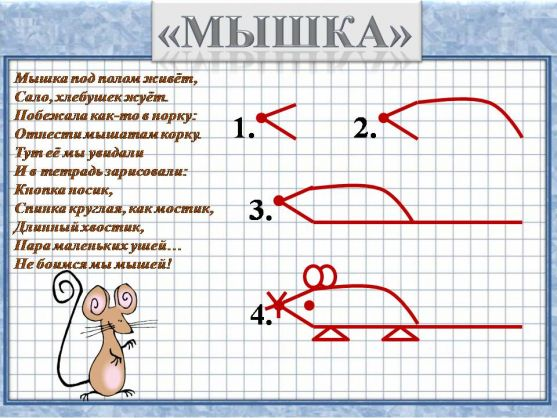 «МЫШКА»
Мышка под полом живёт,
Сало, хлебушек жуёт.
Побежала как-то в норку:
Отнести мышатам корку.
Тут её мы увидали
И в тетрадь зарисовали:
Кнопка носик,
Спинка круглая, как мостик,
Длинный хвостик,
Пара маленьких ушей...
Не боимся мы мышей!
1.
2.
3.
4.